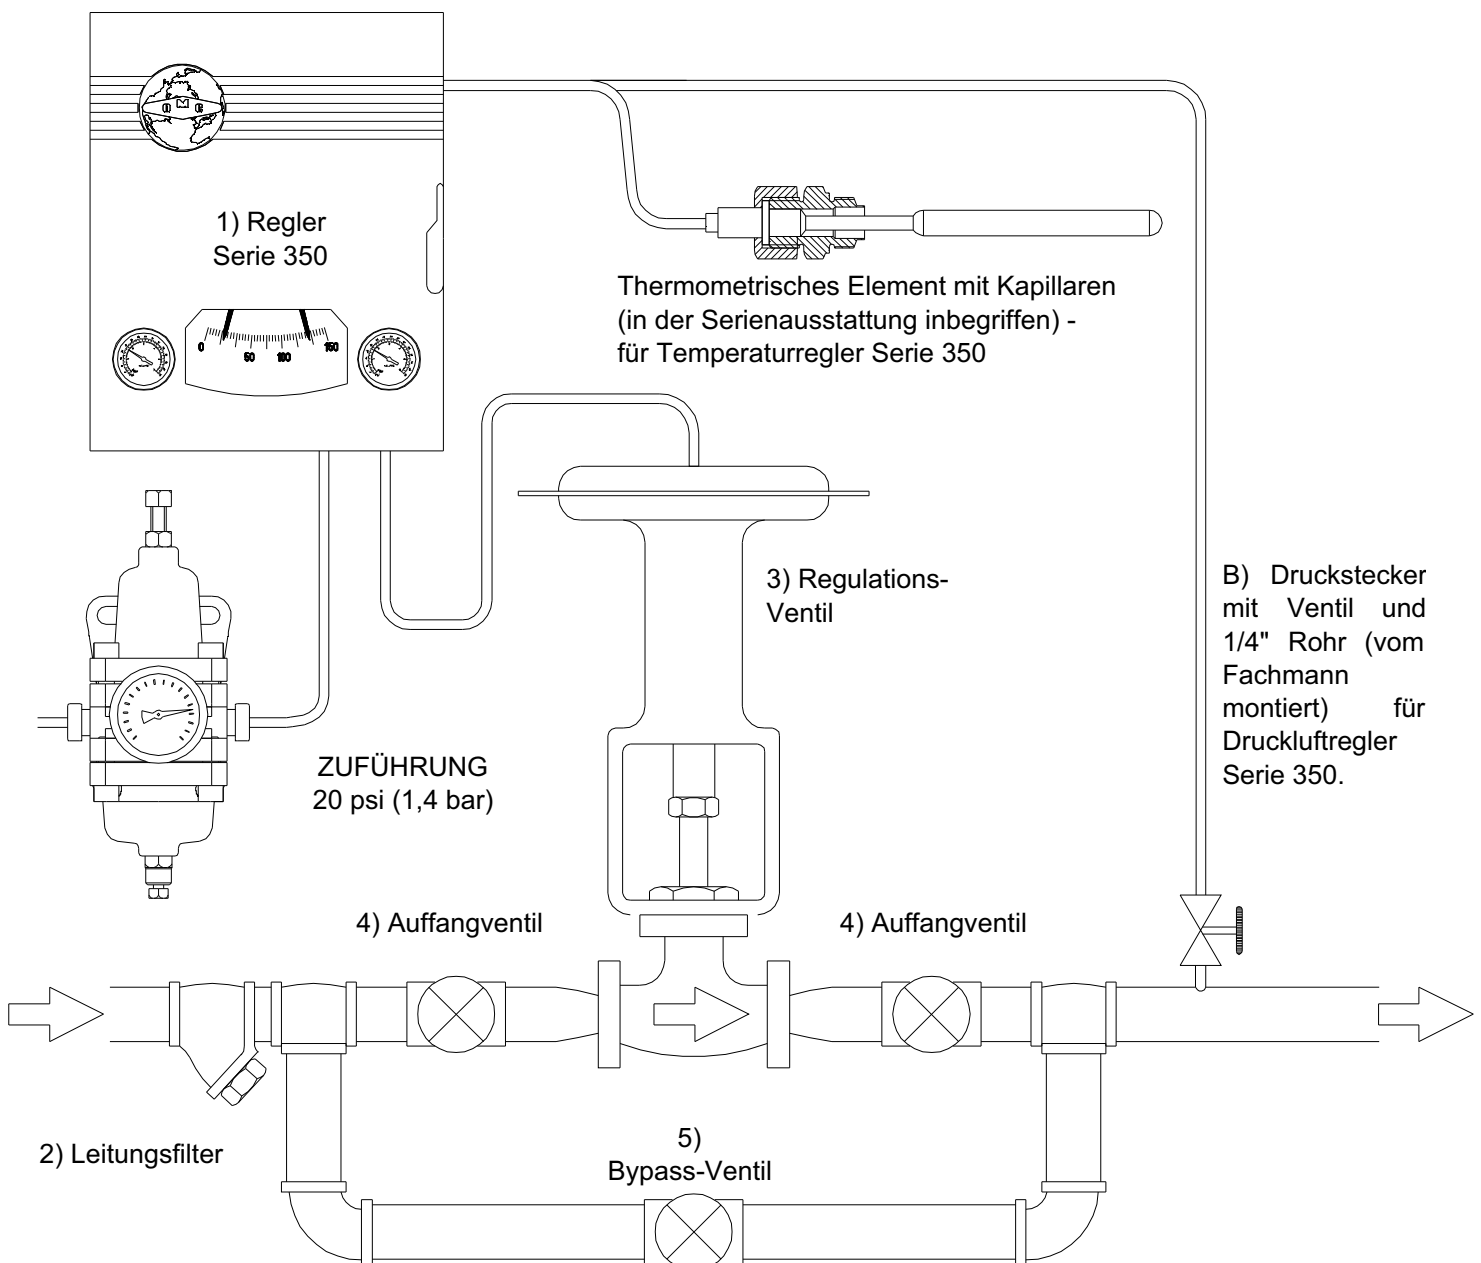 1) Regler
Serie 350
0 50 100 150
Thermometrisches Element mit Kapillaren
(in der Serienausstattung inbegriffen) -
für Temperaturregler Serie 350
3) Regulations-
Ventil
B) Druckstecker
mit Ventil und
1/4" Rohr (vom
Fachmann
montiert) für
Druckluftregler
Serie 350.
ZUFÜHRUNG
20 psi (1,4 bar)
4) Auffangventil
4) Auffangventil
2) Leitungsfilter
5)
Bypass-Ventil